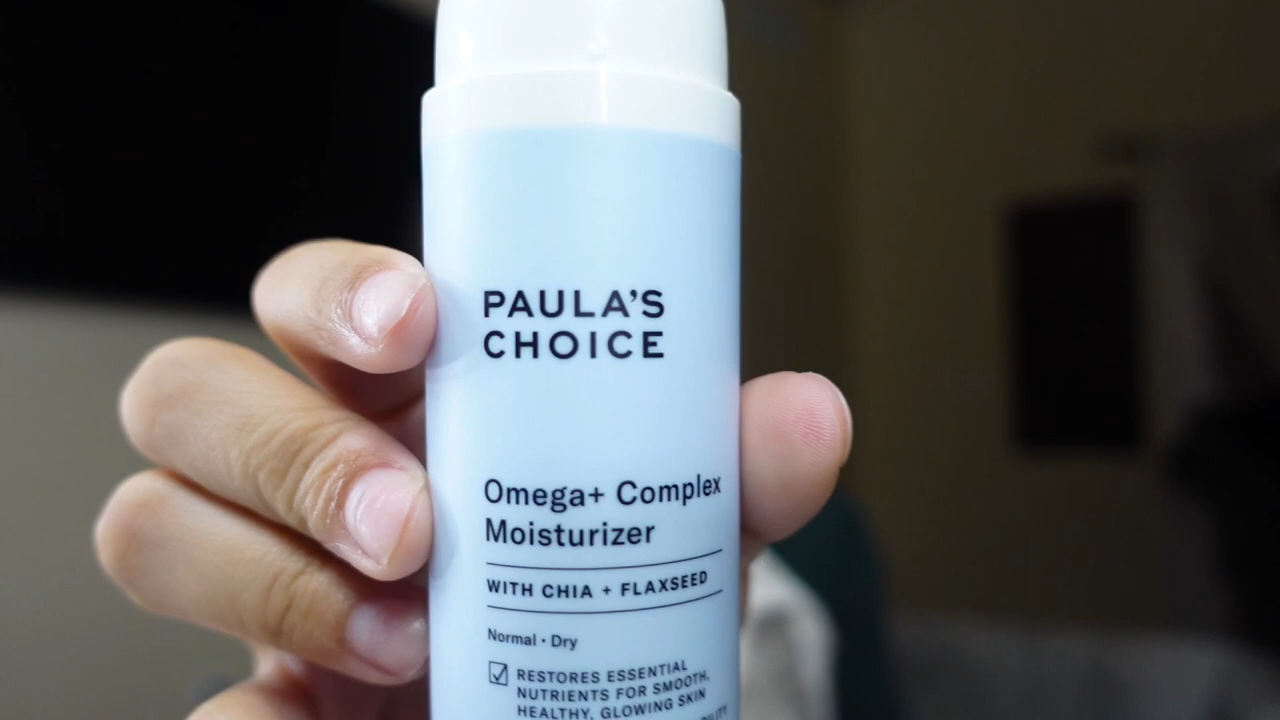 PAULA'S
CHOICE
Omega+ Complex
Moisturizer
WITH CHIA + FLAXSEED
Normal · Dry
RESTORES ESSENTIAL
NUTRIENTS FOR SMOOTH,
HEALTHY, GLOWING SKIN